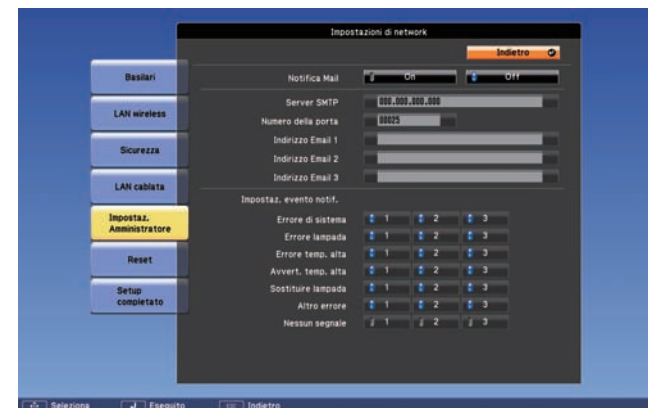 Impostazioni di network
Indietro
Basilari
LAN wireless
Sicurezza
LAN cablata
Impostaz.
Amministratore
Reset
Setup
completato
Notifica Mail On Off
Server SMTP 000.000.000.000
Numero della porta 00025
Indirizzo Email 1
Indirizzo Email 2
Indirizzo Email 3
Impostaz. evento notif.
Errore di sistema 1 2 3
Errore lampada 1 2 3
Errore temp. alta 1 2 3
Avvert. temp. alta 1 2 3
Sostituire lampada 1 2 3
Altro errore 1 2 3
Nessun segnale 1 2 3
Seleziona Eseguito Indietro